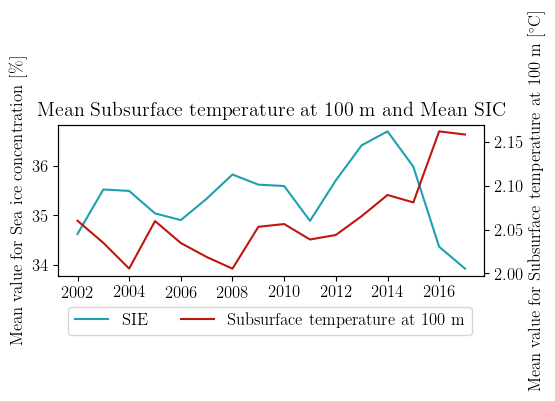 Mean Subsurface temperature at 100 m and Mean SIC
Mean value for Sea ice concentration [%]
36
35
34
2.15
2.10
2.05
2.00
Mean value for Subsurface temperature at 100 m [°C]
2002 2004 2006 2008 2010 2012 2014 2016
SIE Subsurface temperature at 100 m